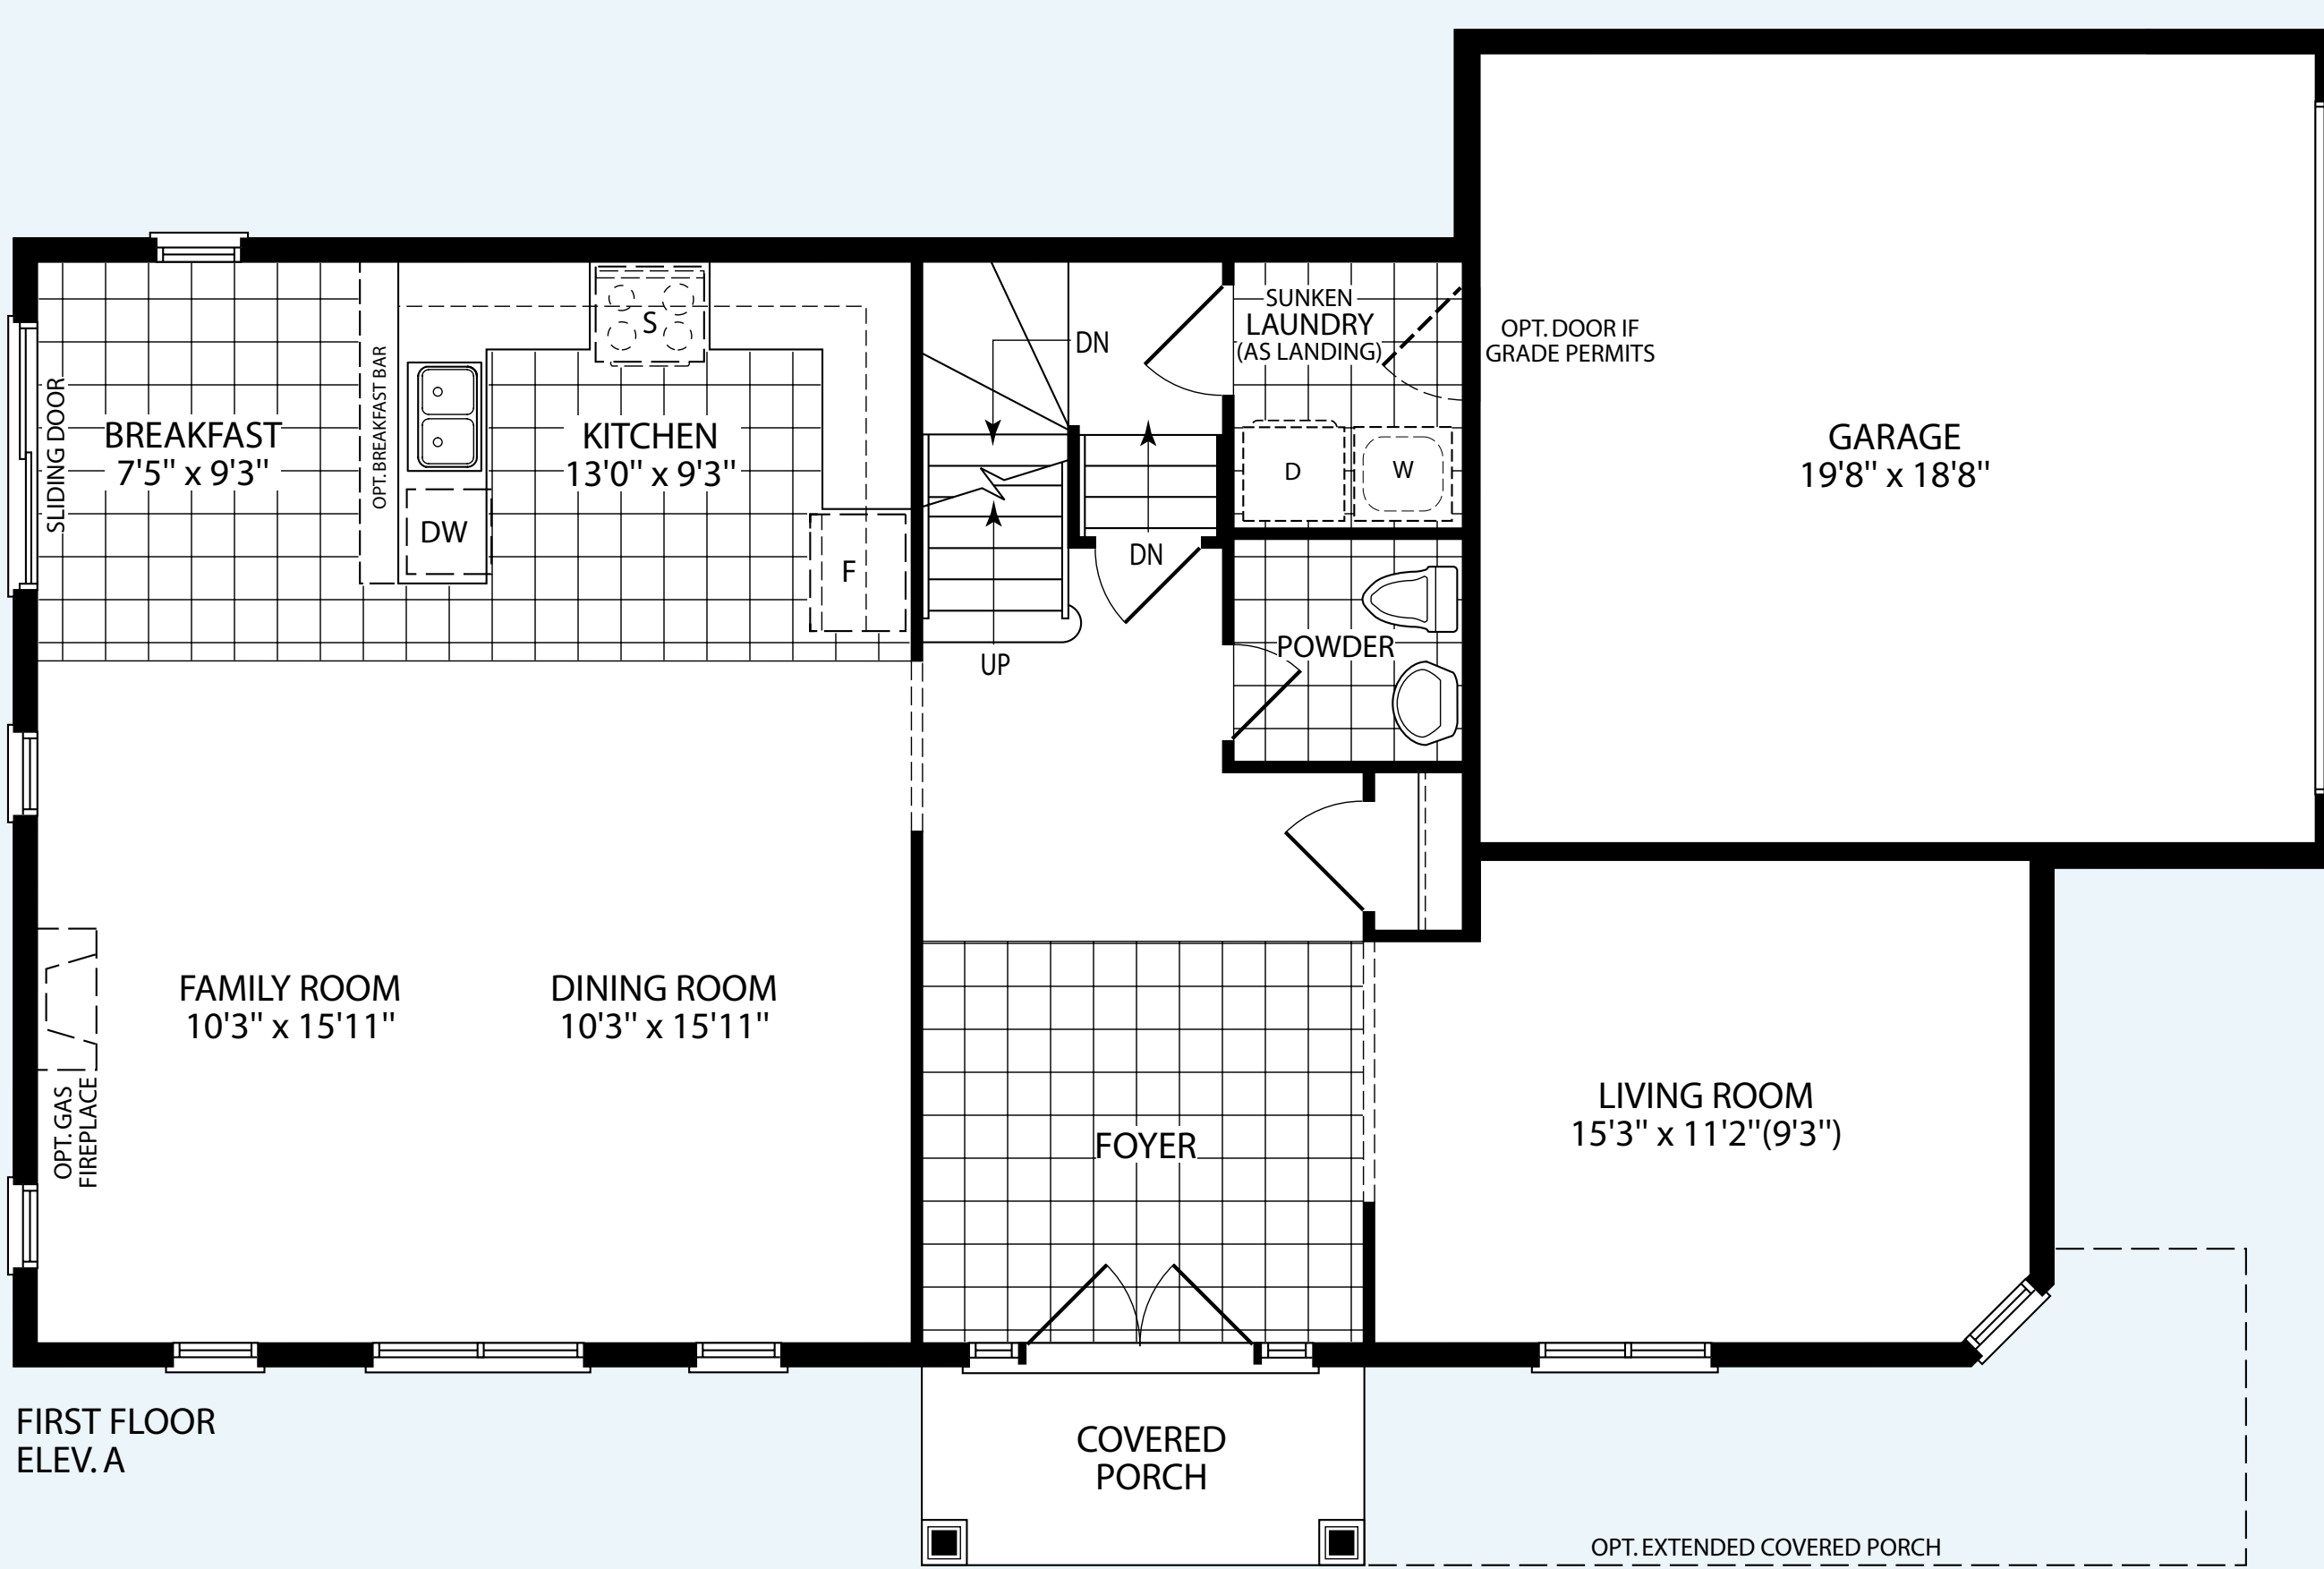 SUNKEN
LAUNDRY
(AS LANDING)
OPT. DOOR IF
GRADE PERMITS
S
DN
SLIDING DOOR
BREAKFAST
7'5" x 9'3"
OPT. BREAKFAST BAR
KITCHEN
13'0" x 9'3"
GARAGE
19'8" x 18'8"
D
W
DW
F
DN
UP
POWDER
FAMILY ROOM
10'3" x 15'11"
DINING ROOM
10'3" x 15'11"
OPT. GAS
FIREPLACE
FOYER
LIVING ROOM
15'3" x 11'2"(9'3")
FIRST FLOOR
ELEV. A
COVERED
PORCH
OPT. EXTENDED COVERED PORCH